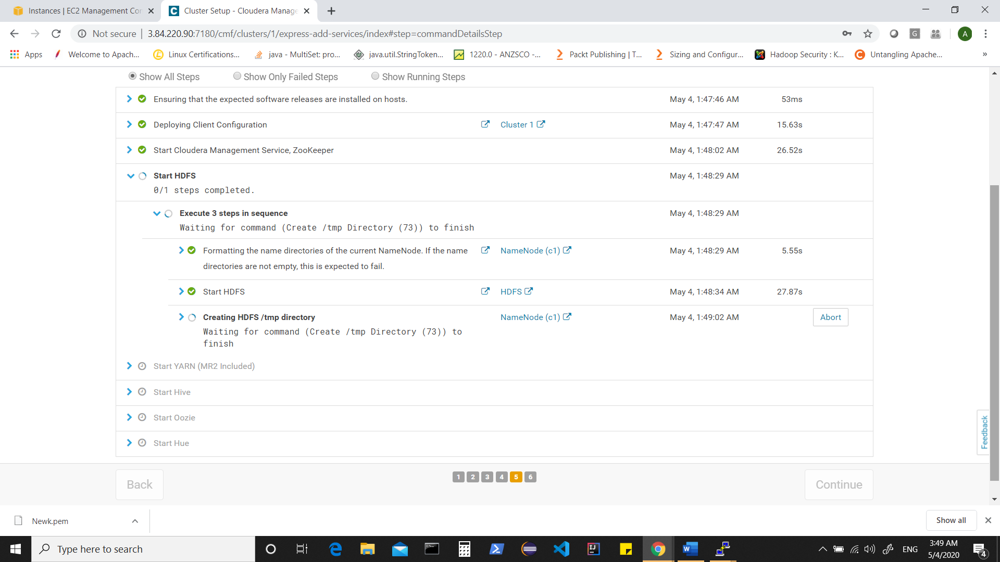 Instances | EC2 Management Con
Cluster Setup - Cloudera Manage
Not secure | 3.84.220.90:7180/cmf/clusters/1/express-add-services/index#step=commandDetailsStep
G
A
Apps
Welcome to Apach...
Linux Certifications...
java - MultiSet: pro...
java.util.StringToken...
1220.0 - ANZSCO -...
Packt Publishing | T...
Sizing and Configur...
Hadoop Security : K...
Untangling Apache...
»
Show All Steps
Show Only Failed Steps
Show Running Steps
Ensuring that the expected software releases are installed on hosts. May 4, 1:47:46 AM 53ms
Deploying Client Configuration Cluster 1 May 4, 1:47:47 AM 15.63s
Start Cloudera Management Service, ZooKeeper May 4, 1:48:02 AM 26.52s
Start HDFS May 4, 1:48:29 AM
0/1 steps completed.
Execute 3 steps in sequence May 4, 1:48:29 AM
Waiting for command (Create /tmp Directory (73)) to finish
Formatting the name directories of the current NameNode. If the name NameNode (c1) May 4, 1:48:29 AM 5.55s
directories are not empty, this is expected to fail.
Start HDFS HDFS May 4, 1:48:34 AM 27.87s
Creating HDFS /tmp directory NameNode (c1) May 4, 1:49:02 AM Abort
Waiting for command (Create /tmp Directory (73)) to
finish
Start YARN (MR2 Included)
Start Hive
Start Oozie
Start Hue
Feedback
Back
1 2 3 4 5 6
Continue
Newk.pem
Show all
Type here to search
ENG
3:49 AM
5/4/2020
4